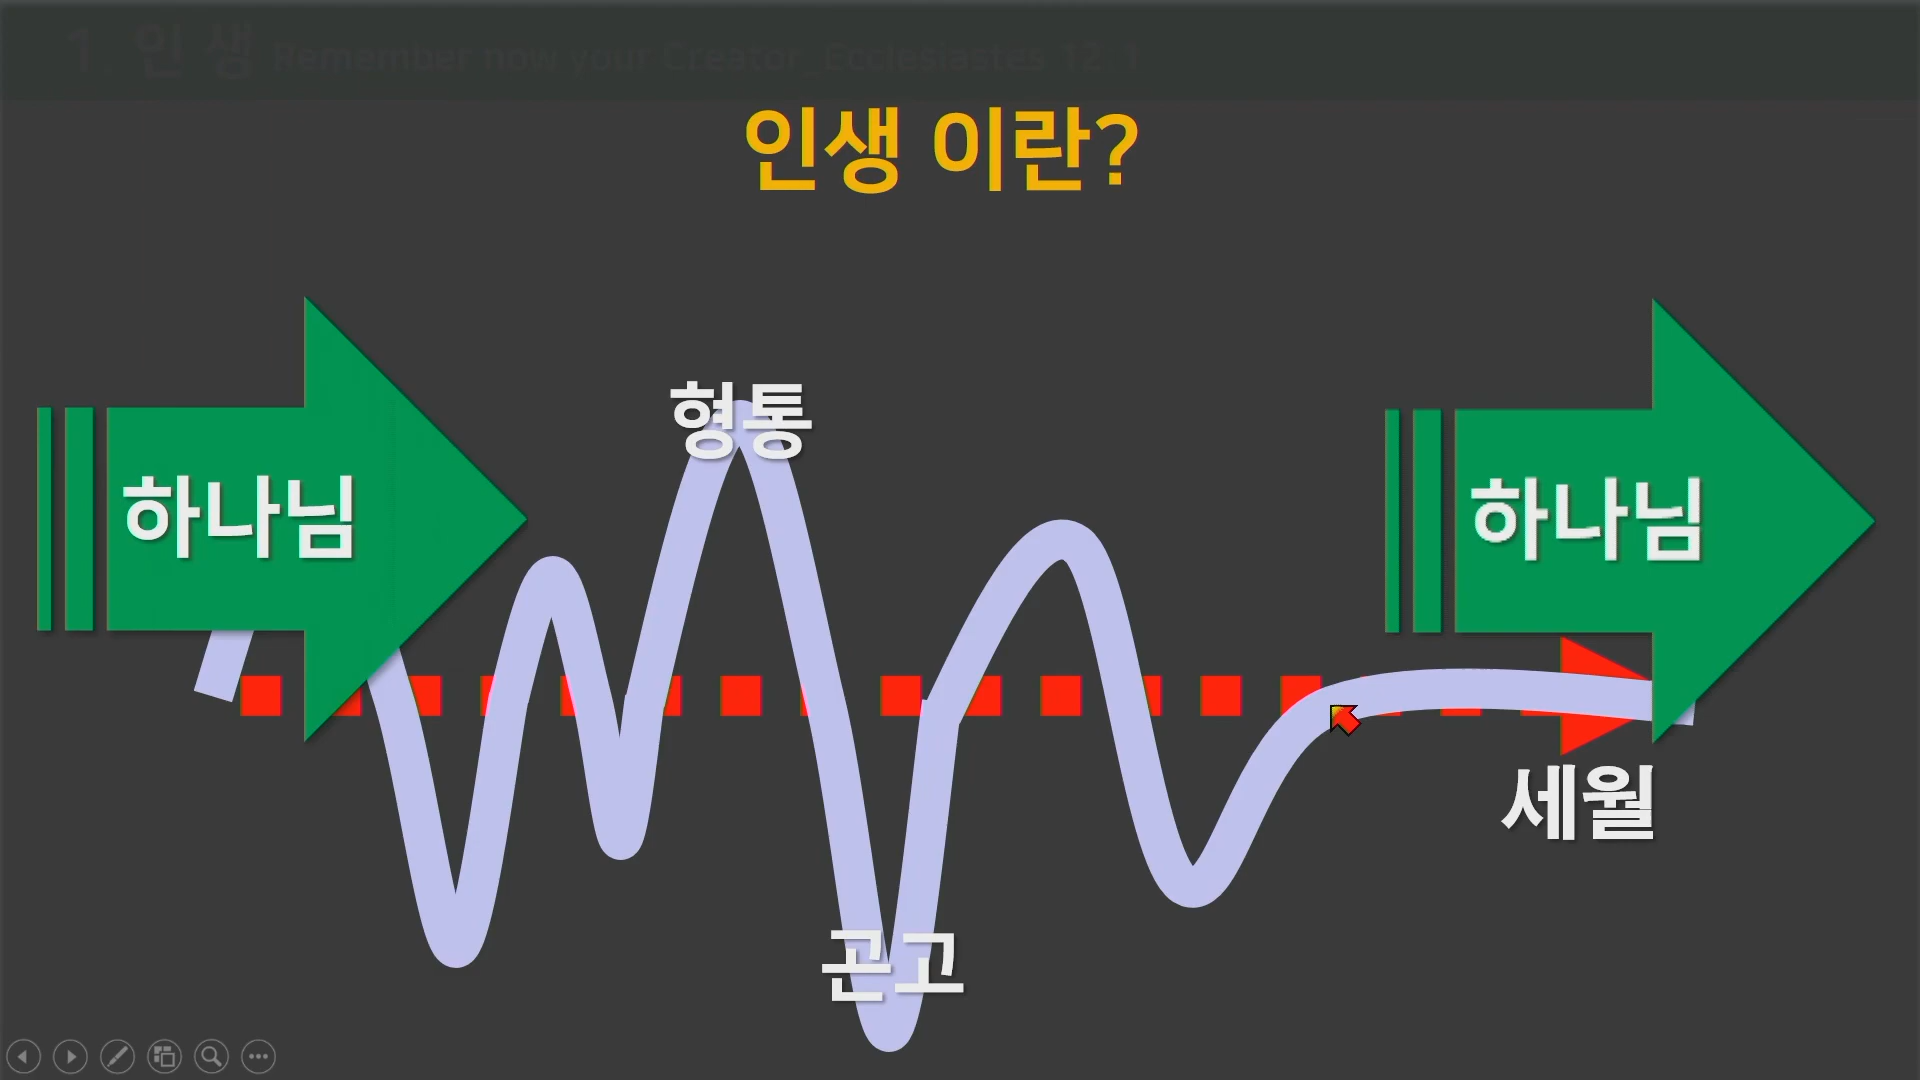 1. 인 생 Remember now your Creator_Ecclesiastes 12 1
인생 이란?
형통
하나님
하나님
세월
곤고